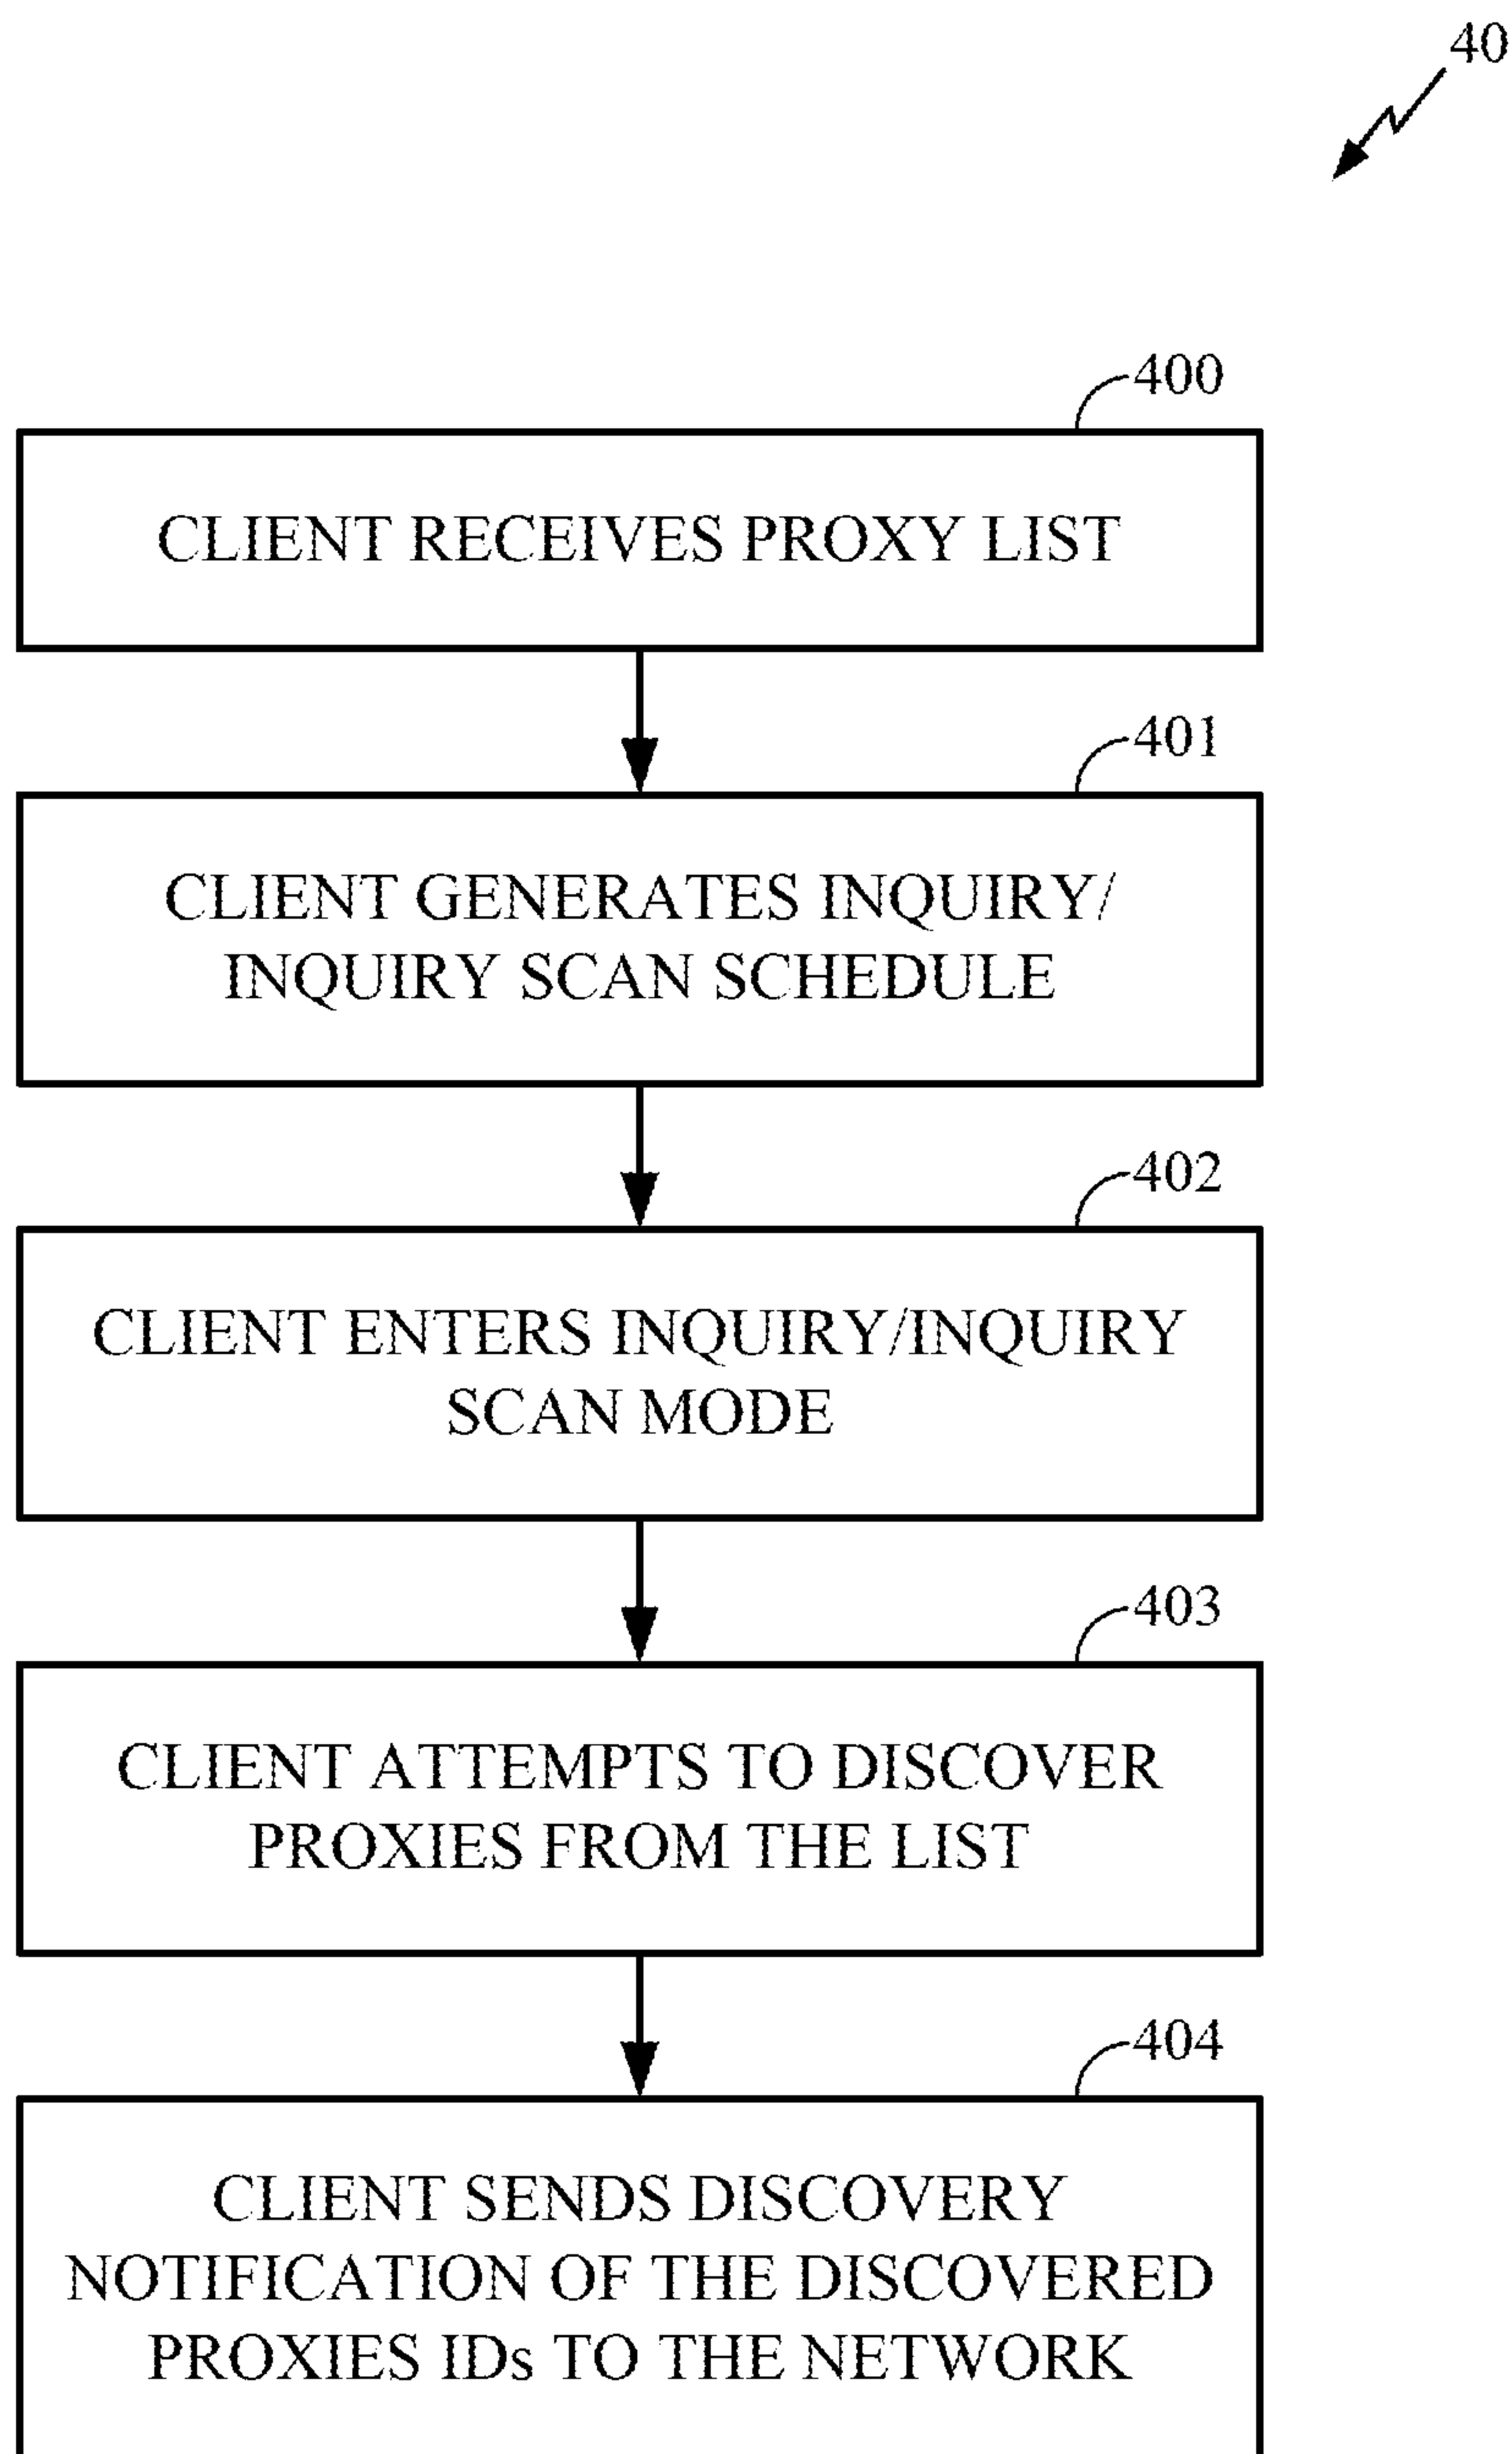 40
400
CLIENT RECEIVES PROXY LIST
401
CLIENT GENERATES INQUIRY/
INQUIRY SCAN SCHEDULE
402
CLIENT ENTERS INQUIRY/INQUIRY
SCAN MODE
403
CLIENT ATTEMPTS TO DISCOVER
PROXIES FROM THE LIST
404
CLIENT SENDS DISCOVERY
NOTIFICATION OF THE DISCOVERED
PROXIES IDs TO THE NETWORK